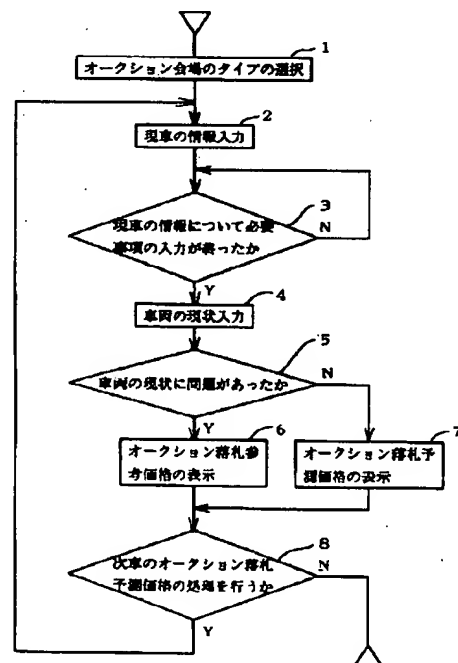 1
オークション会場のタイプの選択
2
現車の情報入力
3
現車の情報について必要
事項の入力が終ったか
N
Y
4
車両の現状入力
5
車両の現状に問題があったか
N
Y
6
オークション落札参
考価格の表示
7
オークション落札予
測価格の表示
8
次車のオークション落札
予測価格の処理を行うか
N
Y